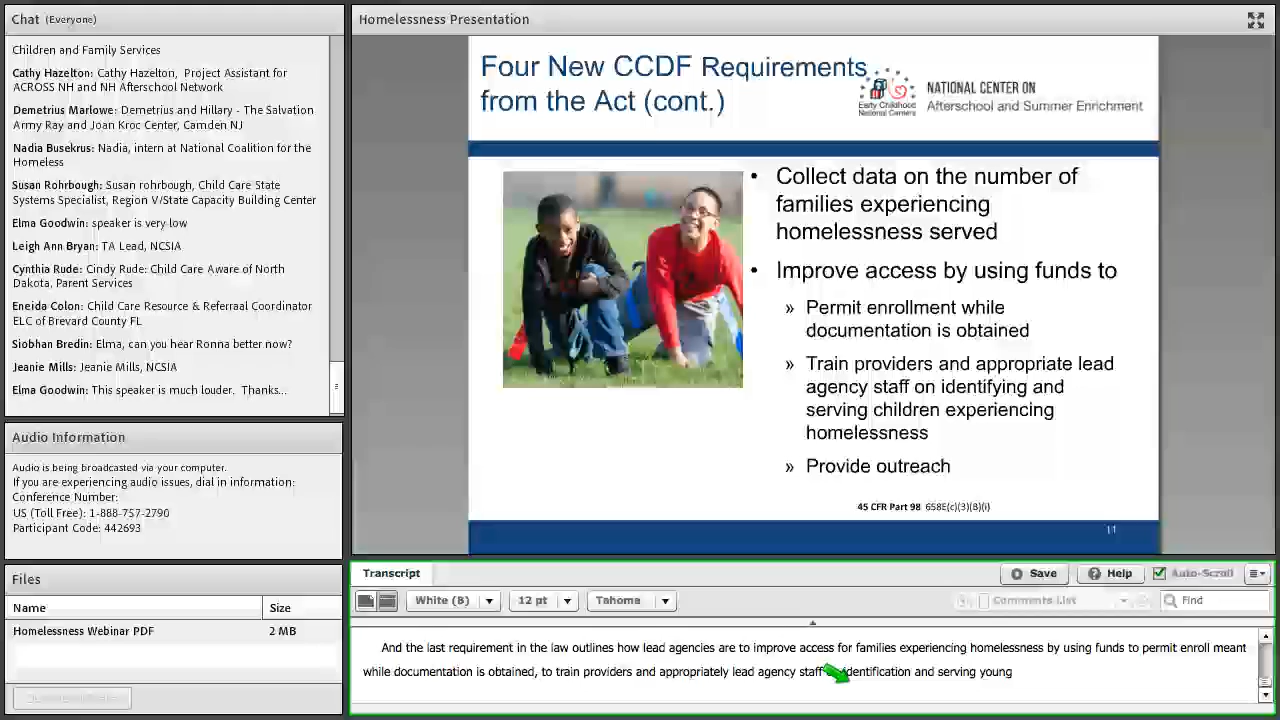 Chat (Everyone)
Children and Family Services
Cathy Hazelton: Cathy Hazelton, Project Assistant for
ACROSS NH and NH Afterschool Network
Demetrius Marlowe: Demetrius and Hillary - The Salvation
Army Ray and Joan Kroc Center, Camden NJ
Nadia Busekrus: Nadia, intern at National Coalition for the
Homeless
Susan Rohrbough: Susan rohrbough, Child Care State
Systems Specialist, Region V/State Capacity Building Center
Elma Goodwin: speaker is very low
Leigh Ann Bryan: TA Lead, NCSIA
Cynthia Rude: Cindy Rude: Child Care Aware of North
Dakota, Parent Services
Eneida Colon: Child Care Resource & Referraal Coordinator
ELC of Brevard County FL
Siobhan Bredin: Elma, can you hear Ronna better now?
Jeanie Mills: Jeanie Mills, NCSIA
Elma Goodwin: This speaker is much louder. Thanks...
Audio Information
Audio is being broadcasted via your computer.
If you are experiencing audio issues, dial in information:
Conference Number:
US (Toll Free): 1-888-757-2790
Participant Code: 442693
Files
Name Size
Homelessness Webinar PDF 2 MB
Homelessness Presentation
Four New CCDF Requirements
from the Act (cont.)
Early Childhood
National Centers
NATIONAL CENTER ON
Afterschool and Summer Enrichment
• Collect data on the number of
families experiencing
homelessness served
• Improve access by using funds to
» Permit enrollment while
documentation is obtained
» Train providers and appropriate lead
agency staff on identifying and
serving children experiencing
homelessness
» Provide outreach
45 CFR Part 98 658E(c)(3)(B)(i)
11
Transcript Save Help Auto-Scroll
White (B) 12 pt Tahoma Comments List Find
And the last requirement in the law outlines how lead agencies are to improve access for families experiencing homelessness by using funds to permit enroll meant
while documentation is obtained, to train providers and appropriately lead agency staff identification and serving young